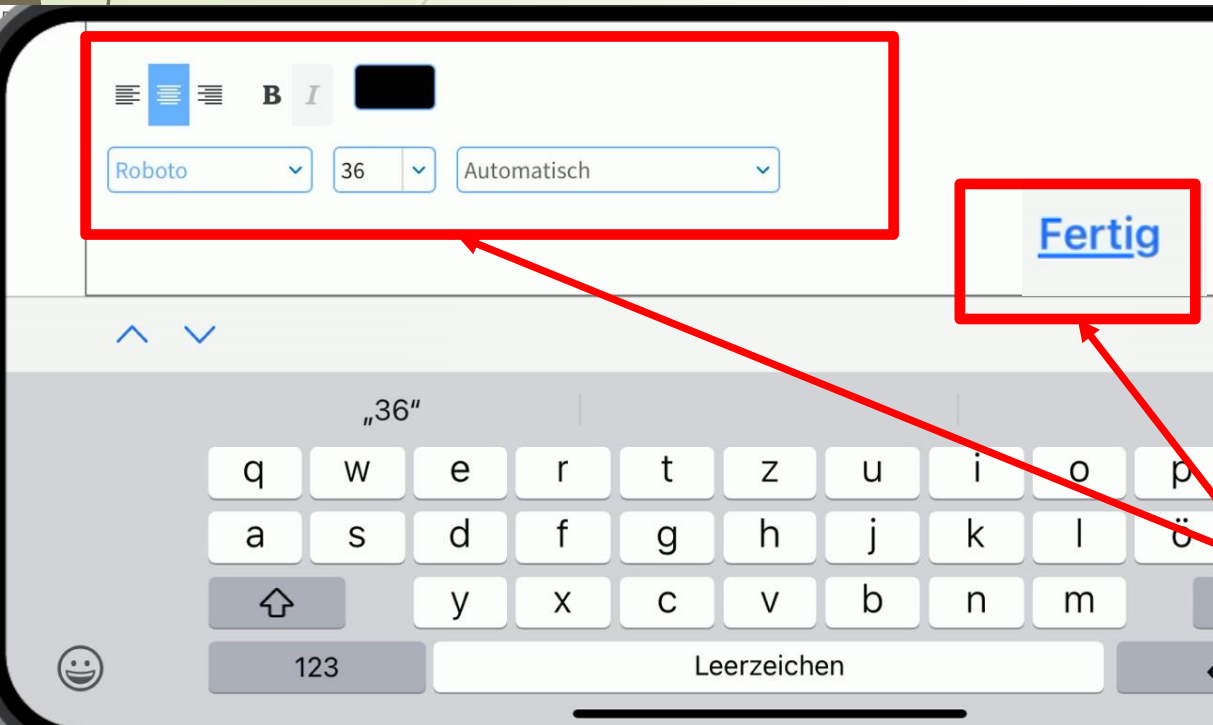 B I
Roboto 36 Automatisch
Fertig
„36“
q w e r t z u i o p
a s d f g h j k l ö
y x c v b n m
123 Leerzeichen